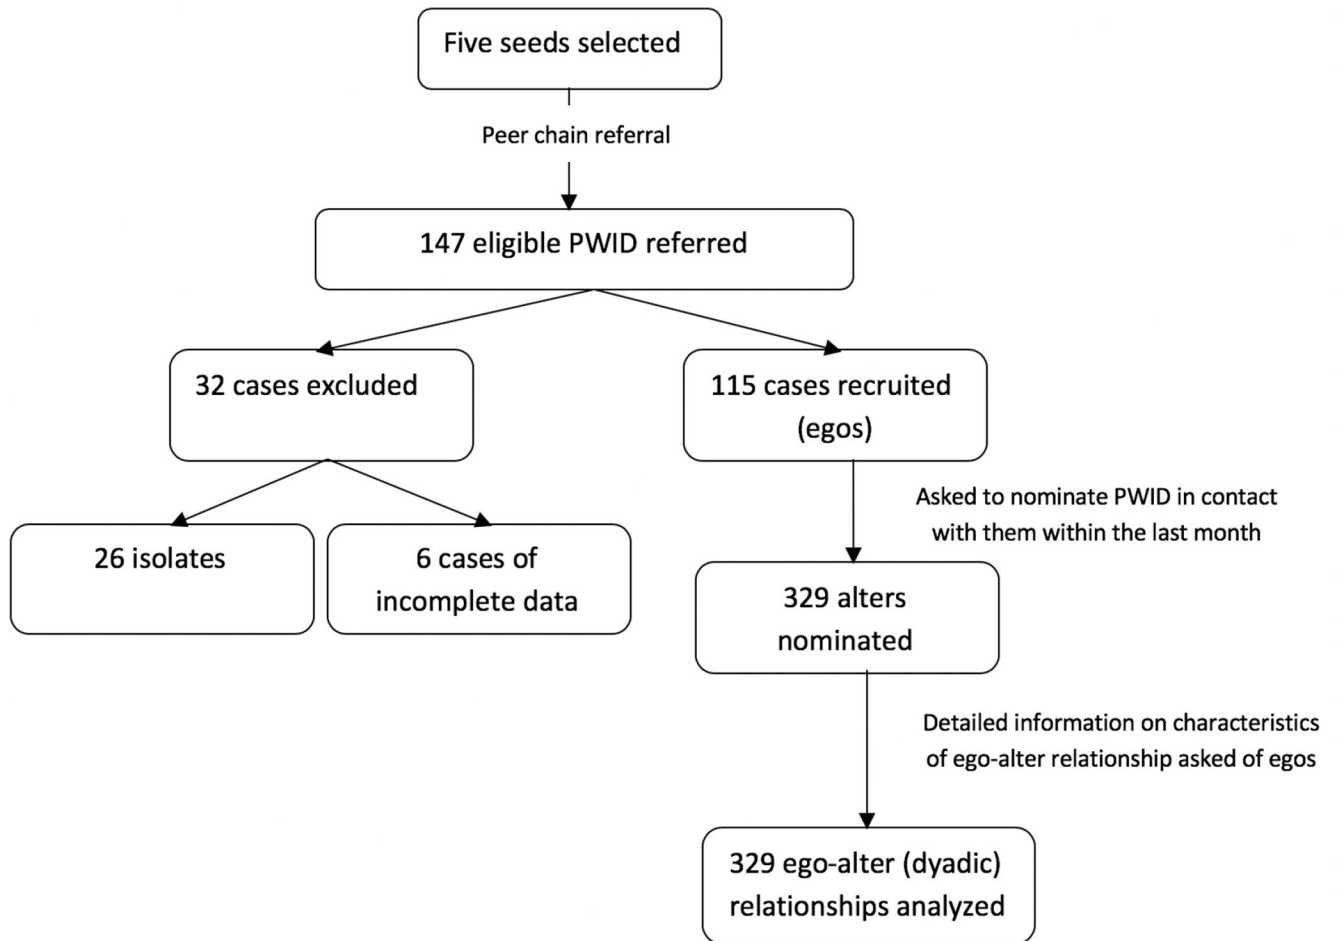 Five seeds selected
Peer chain referral
147 eligible PWID referred
32 cases excluded
115 cases recruited
(egos)
Asked to nominate PWID in contact
with them within the last month
26 isolates
6 cases of
incomplete data
329 alters
nominated
Detailed information on characteristics
of ego-alter relationship asked of egos
329 ego-alter (dyadic)
relationships analyzed